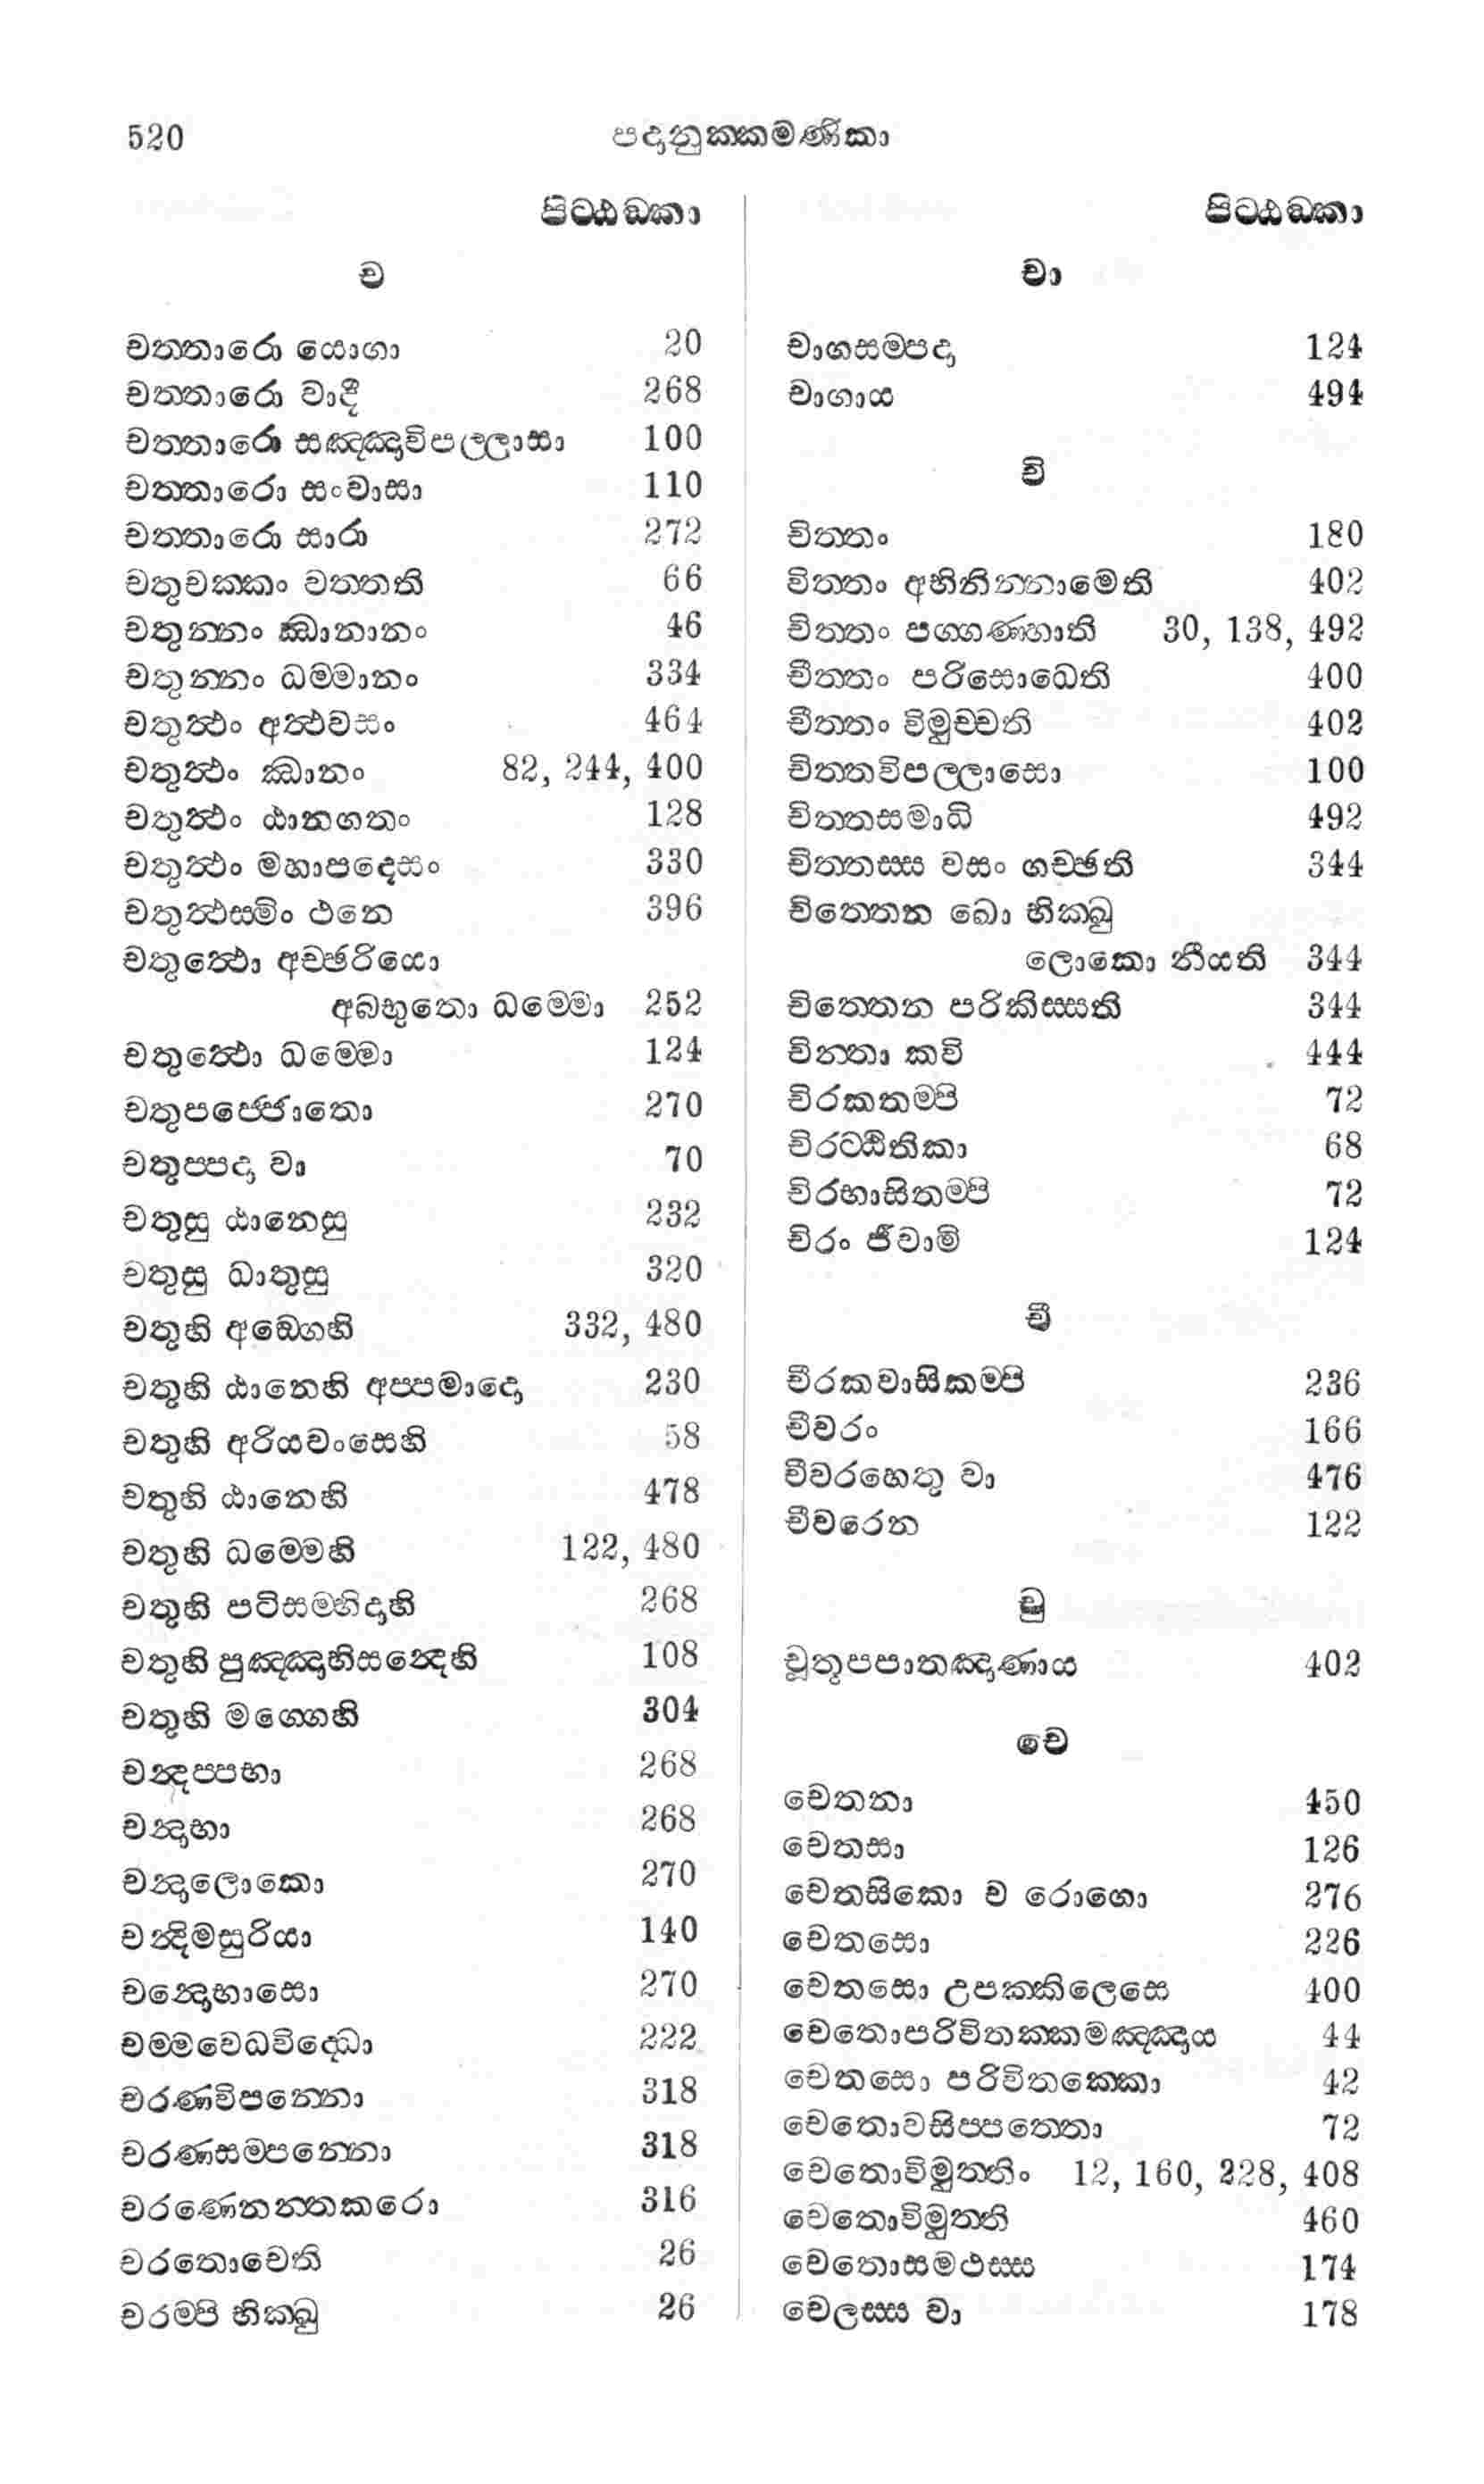 520 පදානුක්කමණිකා
පිට්ඨඞ්කා
ච
චත්තාරො යොගා 20
චත්තාරො වාදී 268
චත්තාරො සඤ්ඤාවිපල්ලාසා 100
චත්තාරො සංවාසා 110
චත්තාරො සාරා 272
චතුචක්කං වත්තති 66
චතුන්නං ඣානානං 46
චතුන්නං ධම්මානං 334
චතුත්ථං අත්ථවසං 464
චතුත්ථං ඣානං 82, 244, 400
චතුත්ථං ඨානගතං 128
චතුත්ථං මහාපදෙසං 330
චතුත්ථස්මිං ඵනෙ 396
චතුත්ථො අච්ඡරියො
අබ්භුතො ධම්මො 252
චතුත්ථො ධම්මො 124
චතුපජ්ජොතො 270
චතුප්පදා වා 70
චතුසු ඨානෙසු 232
චතුසු ධාතුසු 320
චතුහි අඞ්ගෙහි 332, 480
චතුහි ඨානෙහි අප්පමාදො 230
චතුහි අරියවංසෙහි 58
චතූහි ඨානෙහි 478
චතුහි ධම්මෙහි 122, 480
චතුහි පටිසම්භිදාහි 268
චතුහි පුඤ්ඤාභිසන්දෙහි 108
චතුහි මග්ගෙහි 304
චන්දප්පභා 268
චන්දාභා 268
චන්දාලොකො 270
චන්දිමසුරියා 140
චන්දොභාසො 270
චම්මවෙධවිද්ධො 222
චරණවිපන්නො 318
චරණසම්පන්නො 318
චරණෙනන්තකරො 316
චරතොචෙති 26
චරම්පි භික්ඛු 26
පිට්ඨඞ්කා
චා
චාගසම්පදා 124
චාගාය 494
චි
චිත්තං 180
චිත්තං අභිනින්නාමෙති 402
චිත්තං පග්ගණ්හාති 30, 138, 492
චීත්තං පරිසොධෙති 400
චීත්තං විමුච්චති 402
චිත්තවිපල්ලාසො 100
චිත්තසමාධි 492
චිත්තස්ස වසං ගච්ඡති 344
චිත්තෙන ඛො භික්ඛු
ලොකො නීයති 344
චිත්තෙන පරිකිස්සති 344
චින්තා කවි 444
චිරකතම්පි 72
චිරට්ඨිතිකා 68
චිරභාසිතම්පි 72
චිරං ජීවාමි 124
චී
චීරකවාසිකම්පි 236
චීවරං 166
චීවරහෙතු වා 476
චීවරෙන 122
චු
චුතූපපාතඤාණාය 402
චෙ
චෙතනා 450
චෙතසා 126
චෙතසිකො ච රොගො 276
චෙතසො 226
චෙතසො උපක්කිලෙසෙ 400
චෙතොපරිවිතක්කමඤ්ඤාය 44
චෙතසො පරිවිතක්කො 42
චෙතොවසිප්පත්තො 72
චෙතොවිමුත්තිං 12, 160, 228, 408
චෙතොවිමුත්ති 460
චෙතොසමථස්ස 174
චෙලස්ස වා 178